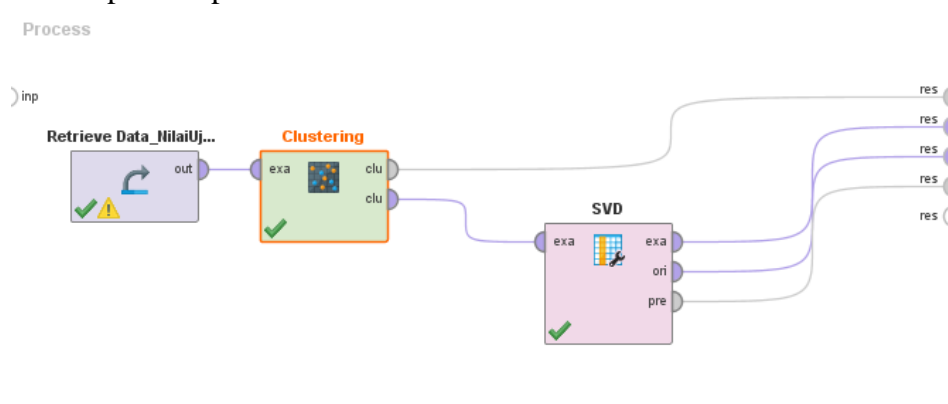 Process
inp
res
res
res
res
res
Retrieve Data_NilaiUj...
out
Clustering
exa
clu
clu
SVD
exa
exa
ori
pre